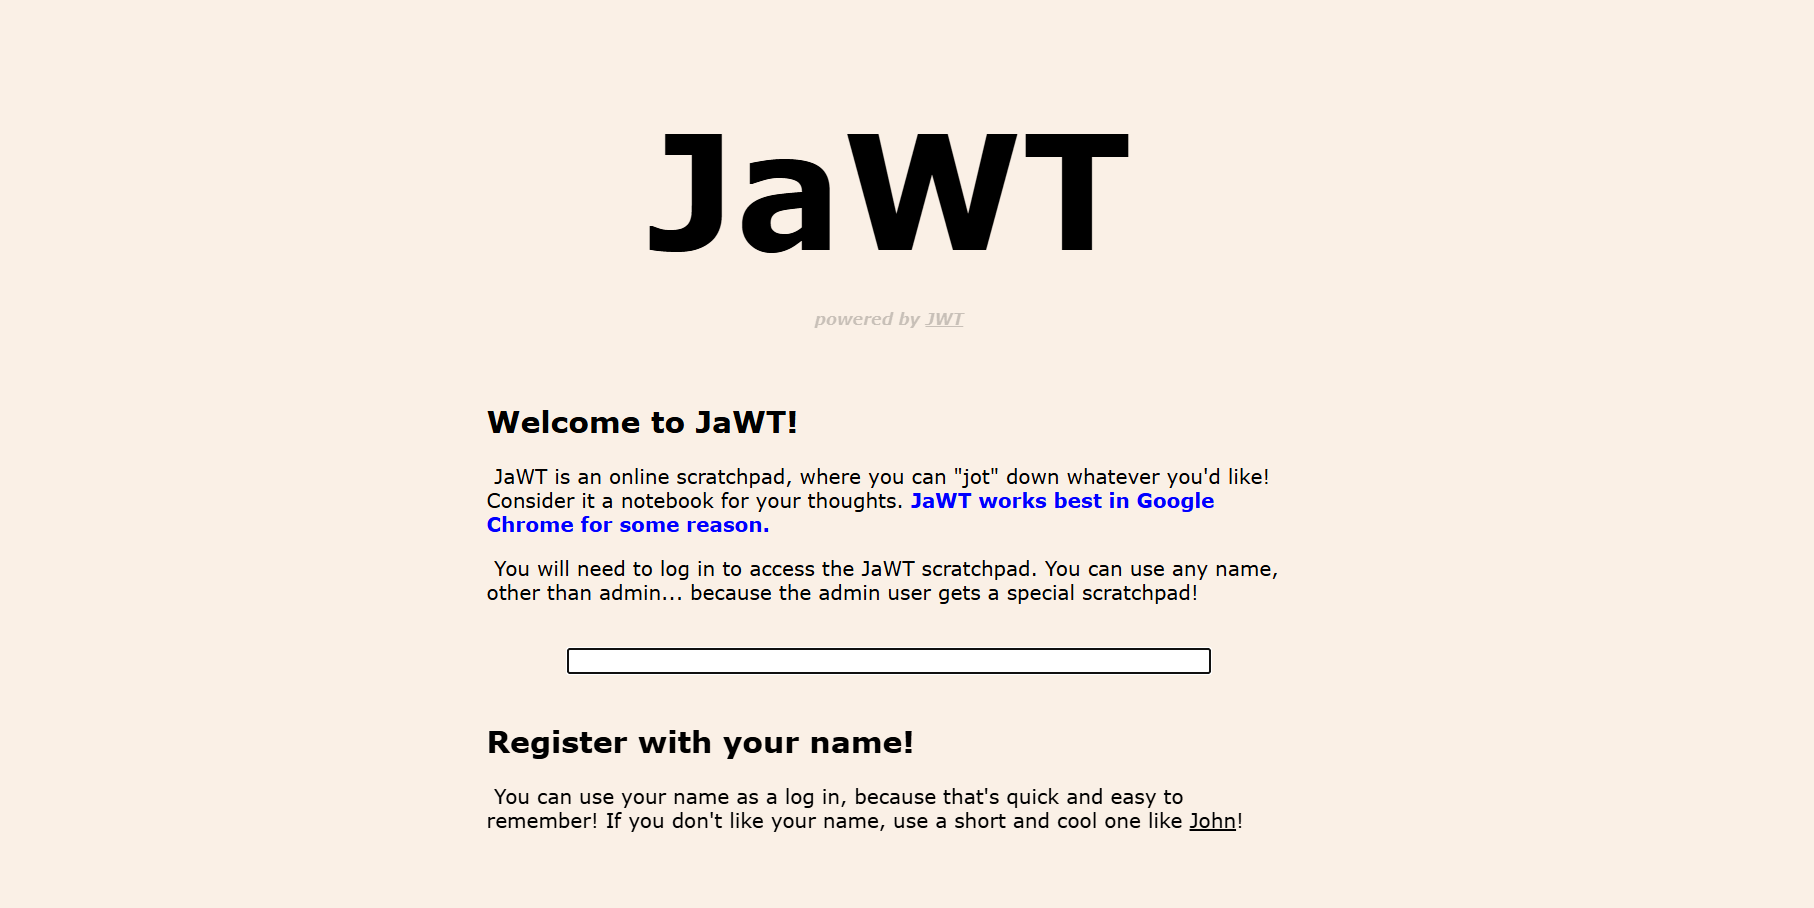 JaWT
powered by JWT
Welcome to JaWT!
JaWT is an online scratchpad, where you can "jot" down whatever you'd like!
Consider it a notebook for your thoughts. JaWT works best in Google
Chrome for some reason.
You will need to log in to access the JaWT scratchpad. You can use any name,
other than admin... because the admin user gets a special scratchpad!
Register with your name!
You can use your name as a log in, because that's quick and easy to
remember! If you don't like your name, use a short and cool one like John!